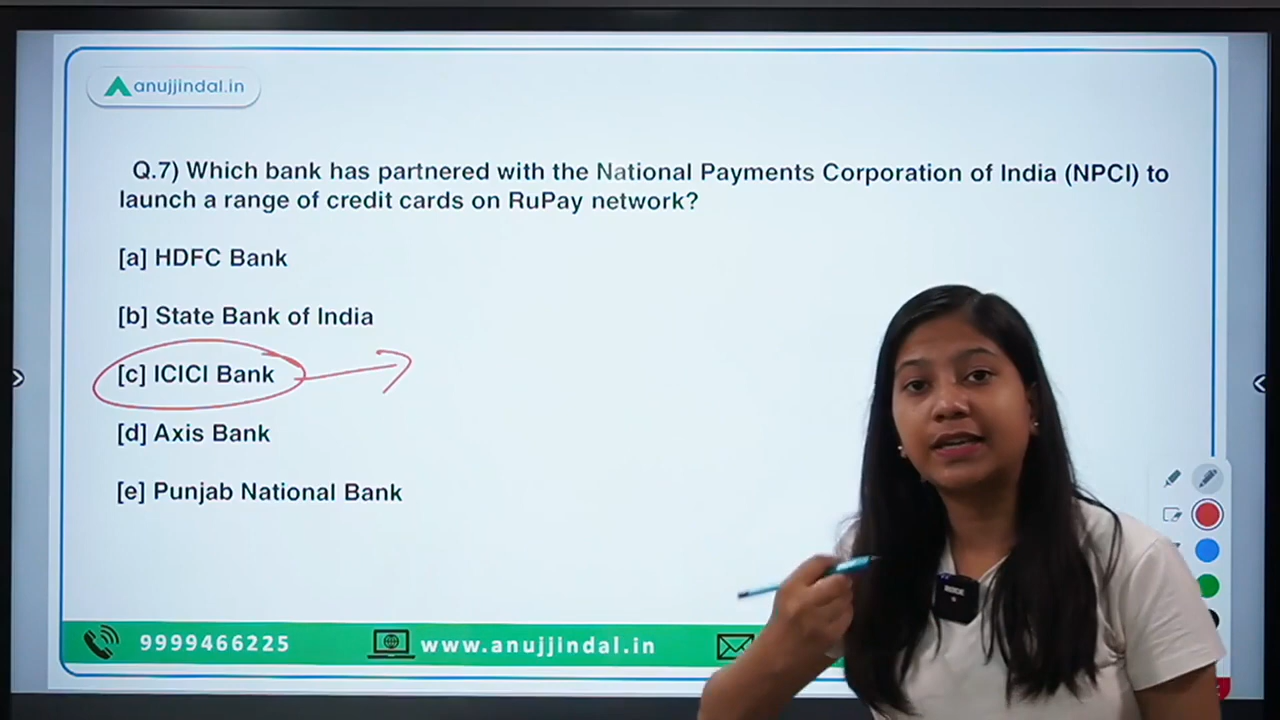 anujjindal.in
Q.7) Which bank has partnered with the National Payments Corporation of India (NPCI) to
launch a range of credit cards on RuPay network?
[a] HDFC Bank
[b] State Bank of India
[c] ICICI Bank
[d] Axis Bank
[e] Punjab National Bank
9999466225 www.anujjindal.in